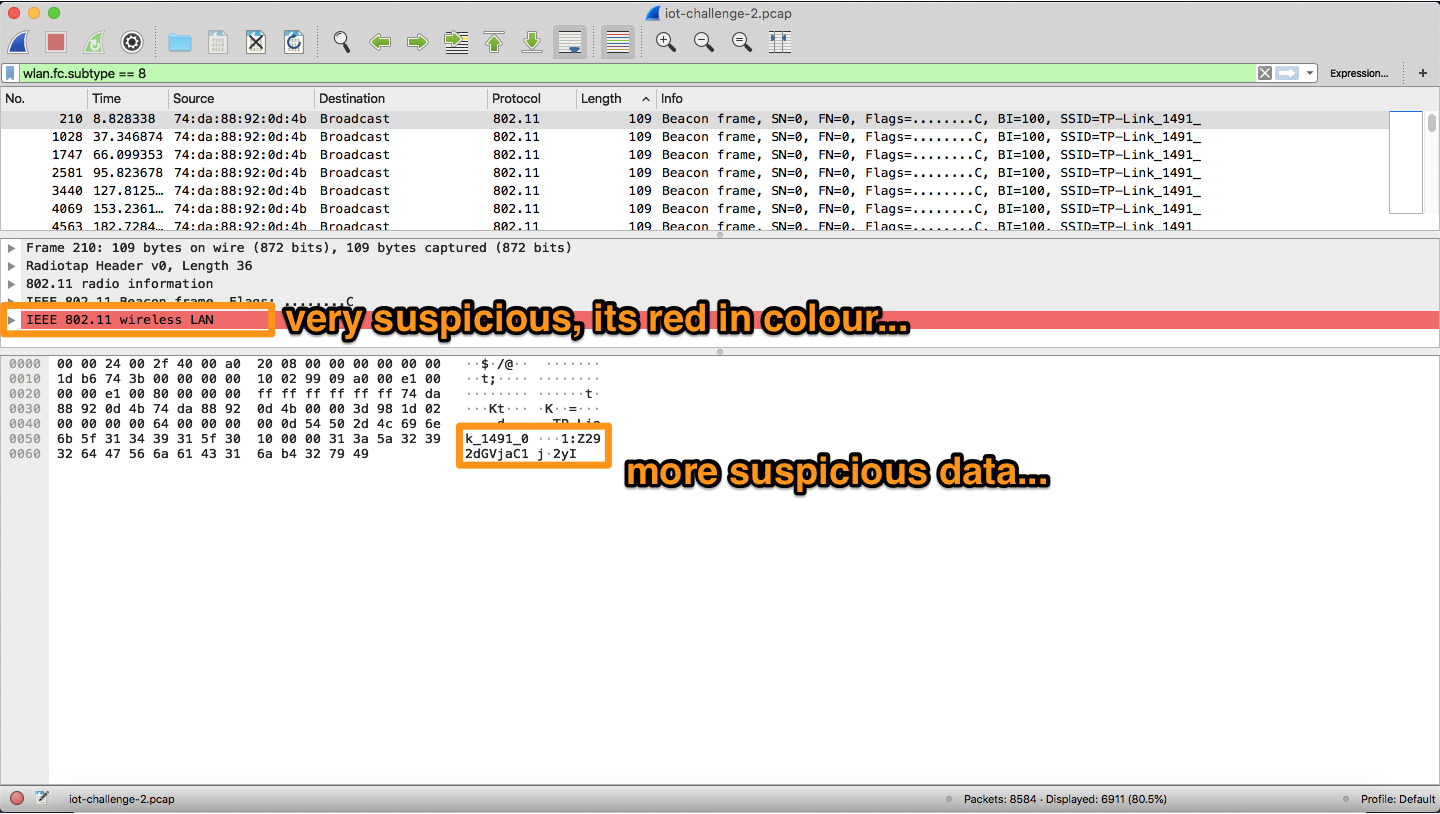 iot-challenge-2.pcap
wlan.fc.subtype == 8 Expression... +
No. Time Source Destination Protocol Length Info
210 8.828338 74:da:88:92:0d:4b Broadcast 802.11 109 Beacon frame, SN=0, FN=0, Flags=........C, BI=100, SSID=TP-Link_1491_
1028 37.346874 74:da:88:92:0d:4b Broadcast 802.11 109 Beacon frame, SN=0, FN=0, Flags=........C, BI=100, SSID=TP-Link_1491_
1747 66.099353 74:da:88:92:0d:4b Broadcast 802.11 109 Beacon frame, SN=0, FN=0, Flags=........C, BI=100, SSID=TP-Link_1491_
2581 95.823678 74:da:88:92:0d:4b Broadcast 802.11 109 Beacon frame, SN=0, FN=0, Flags=........C, BI=100, SSID=TP-Link_1491_
3440 127.8125… 74:da:88:92:0d:4b Broadcast 802.11 109 Beacon frame, SN=0, FN=0, Flags=........C, BI=100, SSID=TP-Link_1491_
4069 153.2361… 74:da:88:92:0d:4b Broadcast 802.11 109 Beacon frame, SN=0, FN=0, Flags=........C, BI=100, SSID=TP-Link_1491_
4563 182.7284… 74:da:88:92:0d:4b Broadcast 802.11 109 Beacon frame, SN=0, FN=0, Flags=........C, BI=100, SSID=TP-Link_1491_
Frame 210: 109 bytes on wire (872 bits), 109 bytes captured (872 bits)
Radiotap Header v0, Length 36
802.11 radio information
IEEE 802.11 Beacon frame, Flags: ........C
IEEE 802.11 wireless LAN very suspicious, its red in colour...
0000 00 00 24 00 2f 40 00 a0 20 08 00 00 00 00 00 00 ··$·/@·· ·······
0010 1d b6 74 3b 00 00 00 00 10 02 99 09 a0 00 e1 00 ··t;···· ········
0020 00 00 e1 00 80 00 00 00 ff ff ff ff ff ff 74 da ········ ······t·
0030 88 92 0d 4b 74 da 88 92 0d 4b 00 00 3d 98 1d 02 ···Kt··· ·K··=···
0040 00 00 00 00 64 00 00 00 00 0d 54 50 2d 4c 69 6e ····d··· ··TP-Lin
0050 6b 5f 31 34 39 31 5f 30 10 00 00 31 3a 5a 32 39 k_1491_0 ···1:Z29
0060 32 64 47 56 6a 61 43 31 6a b4 32 79 49 2dGVjaC1 j·2yI
more suspicious data...
iot-challenge-2.pcap Packets: 8584 · Displayed: 6911 (80.5%) Profile: Default